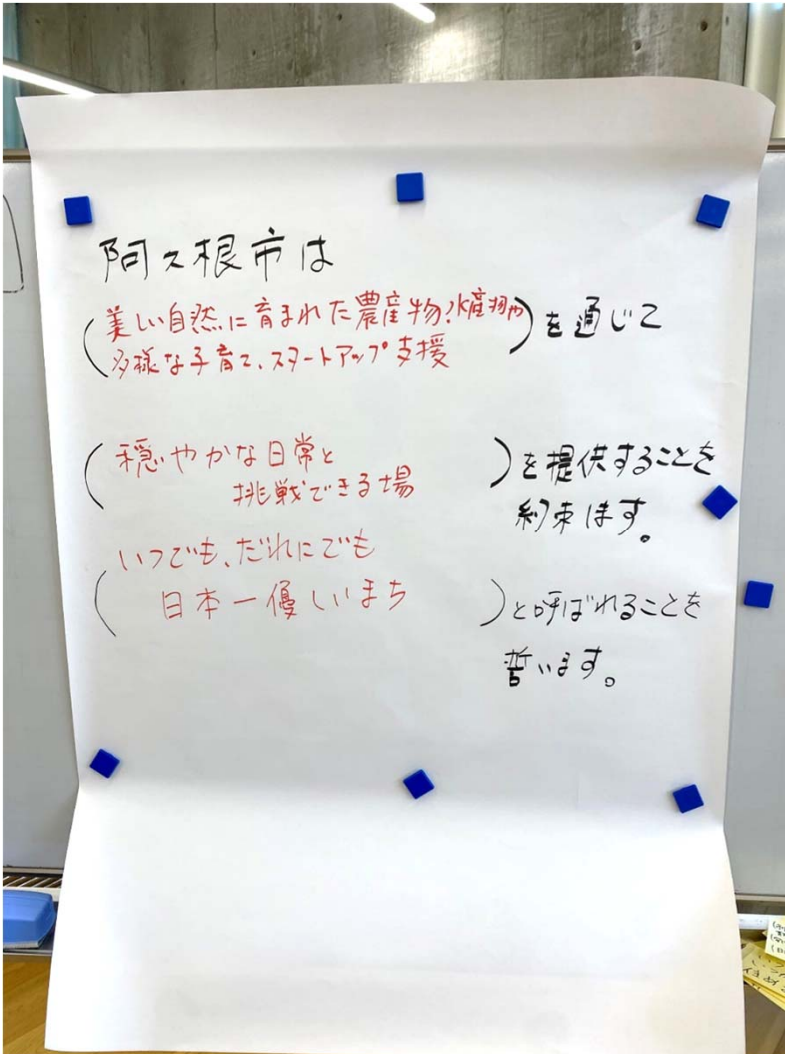 阿久根市は
(美しい自然に育まれた農産物、水産物や
多様な子育て、スタートアップ支援)を通じて
(穏やかな日常と
挑戦できる場)を提供することを
約束ます。
いつでも、だれにでも
(日本一優しいまち)と呼ばれることを
誓います。